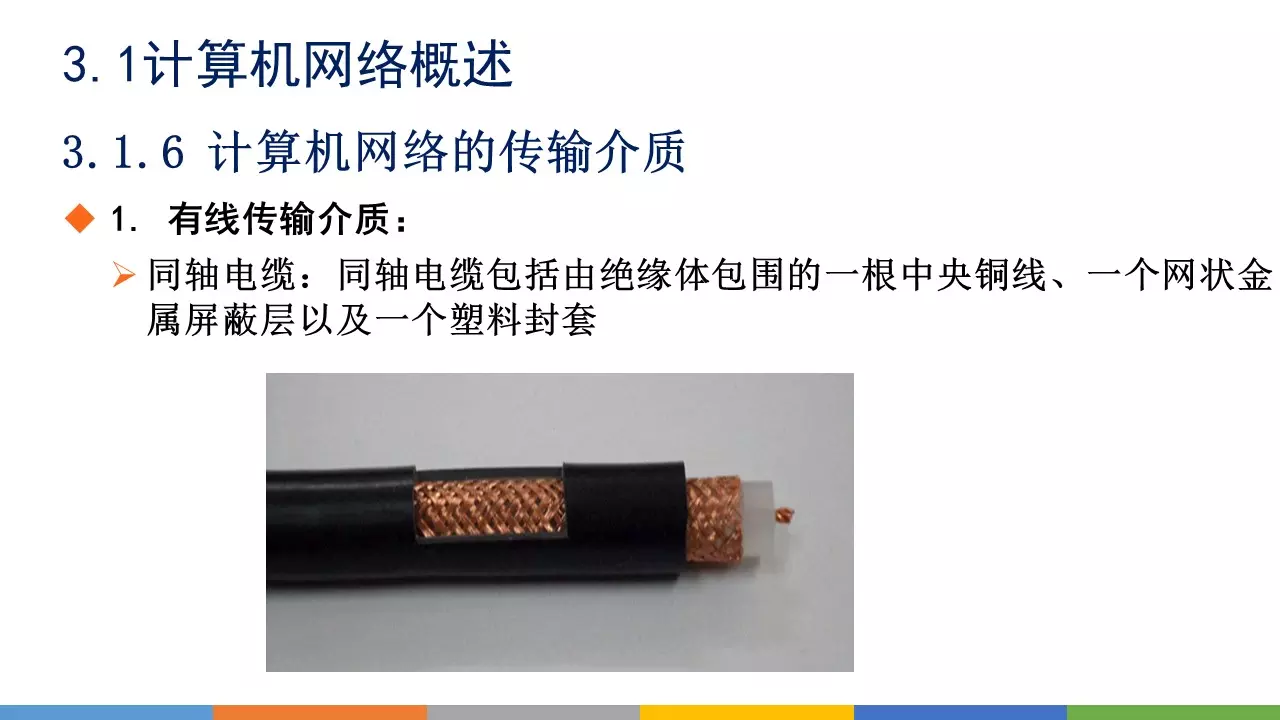 3.1计算机网络概述
3.1.6 计算机网络的传输介质
1. 有线传输介质：
同轴电缆：同轴电缆包括由绝缘体包围的一根中央铜线、一个网状金
属屏蔽层以及一个塑料封套